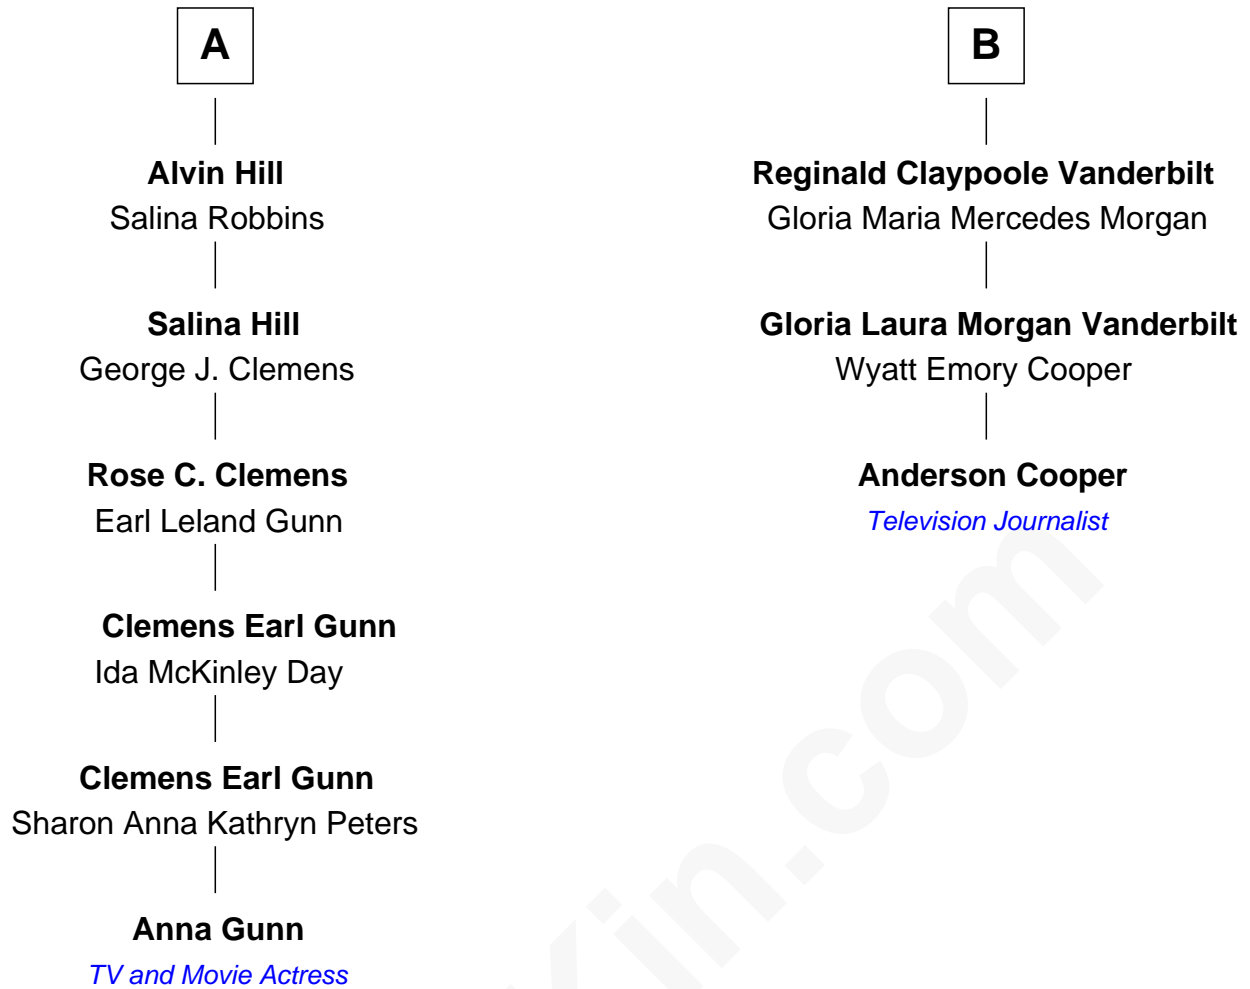 A
Alvin Hill
Salina Robbins
Salina Hill
George J. Clemens
Rose C. Clemens
Earl Leland Gunn
Clemens Earl Gunn
Ida McKinley Day
Clemens Earl Gunn
Sharon Anna Kathryn Peters
Anna Gunn
TV and Movie Actress
B
Reginald Claypoole Vanderbilt
Gloria Maria Mercedes Morgan
Gloria Laura Morgan Vanderbilt
Wyatt Emory Cooper
Anderson Cooper
Television Journalist
Kin.com